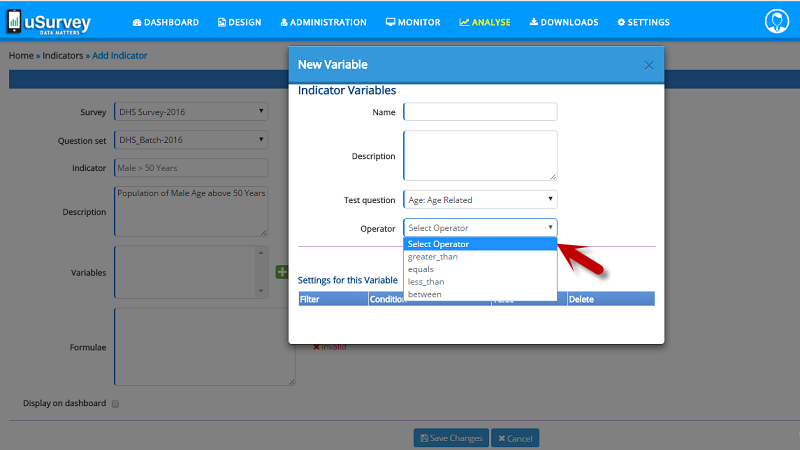 uSurvey
DATA MATTERS
DASHBOARD DESIGN ADMINISTRATION MONITOR ANALYSE DOWNLOADS SETTINGS
Home » Indicators » Add Indicator
Survey DHS Survey-2016
Question set DHS_Batch-2016
Indicator Male > 50 Years
Description Population of Male Age above 50 Years
Variables
Formulae
invalid
Display on dashboard
Save Changes Cancel
New Variable
Indicator Variables
Name
Description
Test question Age: Age Related
Operator Select Operator
Select Operator
greater_than
equals
less_than
between
Settings for this Variable
Filter Condition Delete